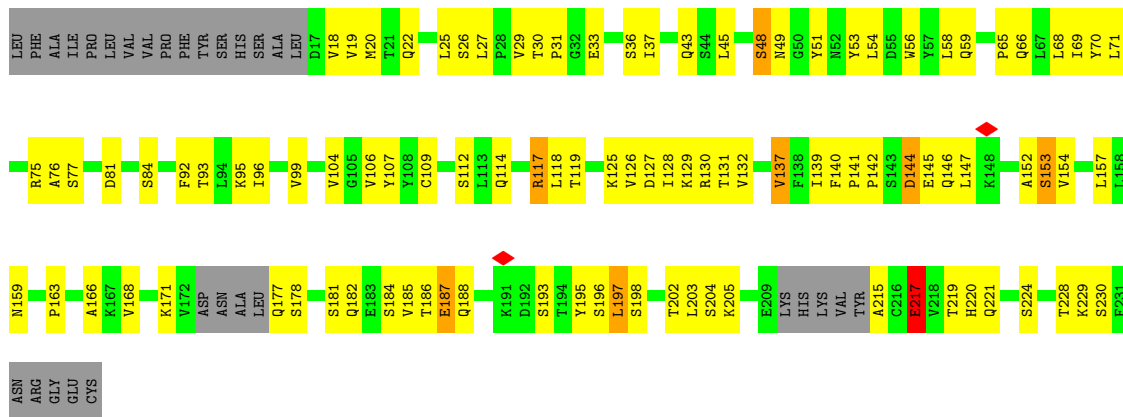 LEU PHE ALA ILE PRO LEU VAL VAL PRO PHE TYR SER HIS SER ALA LEU D17 V18 V19 M20 T21 Q22 L25 S26 L27 P28 V29 T30 P31 G32 E33 S36 I37 Q43 S44 L45 S48 N49 G50 Y51 N52 Y53 L54 D55 W56 Y57 L58 Q59 P65 Q66 L67 L68 I69 Y70 L71
R75 A76 S77 D81 S84 F92 T93 L94 K95 I96 V99 V104 G105 V106 Y107 Y108 C109 S112 L113 Q114 R117 L118 T119 K125 V126 D127 I128 K129 R130 T131 V132 V137 F138 I139 F140 P141 P142 S143 D144 E145 Q146 L147 K148 A152 S153 V154 L157 L158
N159 P163 A166 K167 V168 K171 V172 ASP ASN ALA LEU Q177 S178 S181 Q182 E183 S184 V185 T186 E187 Q188 K191 D192 S193 T194 Y195 S196 L197 S198 T202 L203 S204 K205 E209 LYS HIS LYS VAL TYR A215 C216 E217 V218 T219 H220 Q221 S224 T228 K229 S230 F231
ASN ARG GLY GLU CYS